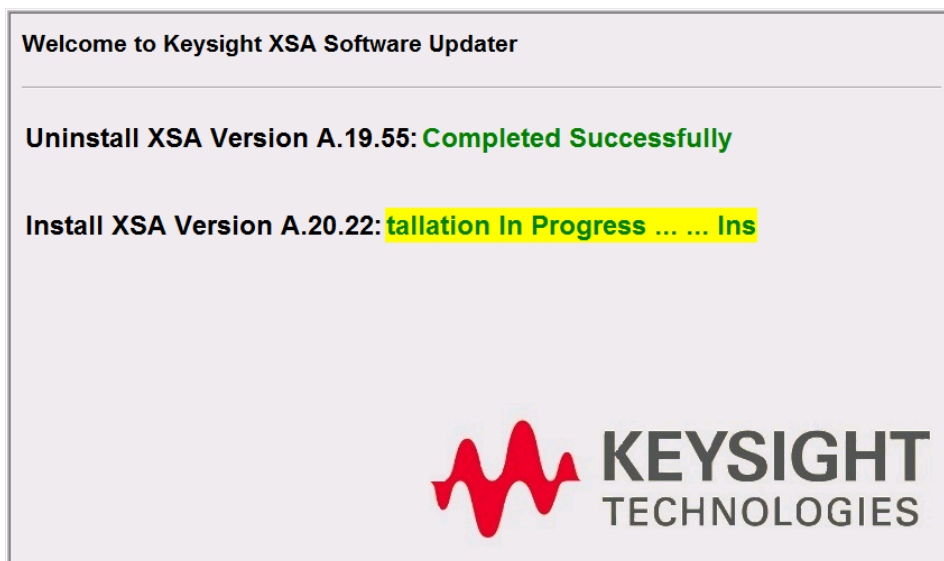 Welcome to Keysight XSA Software Updater
Uninstall XSA Version A.19.55: Completed Successfully
Install XSA Version A.20.22: tallation In Progress ... ... Ins
KEYSIGHT
TECHNOLOGIES